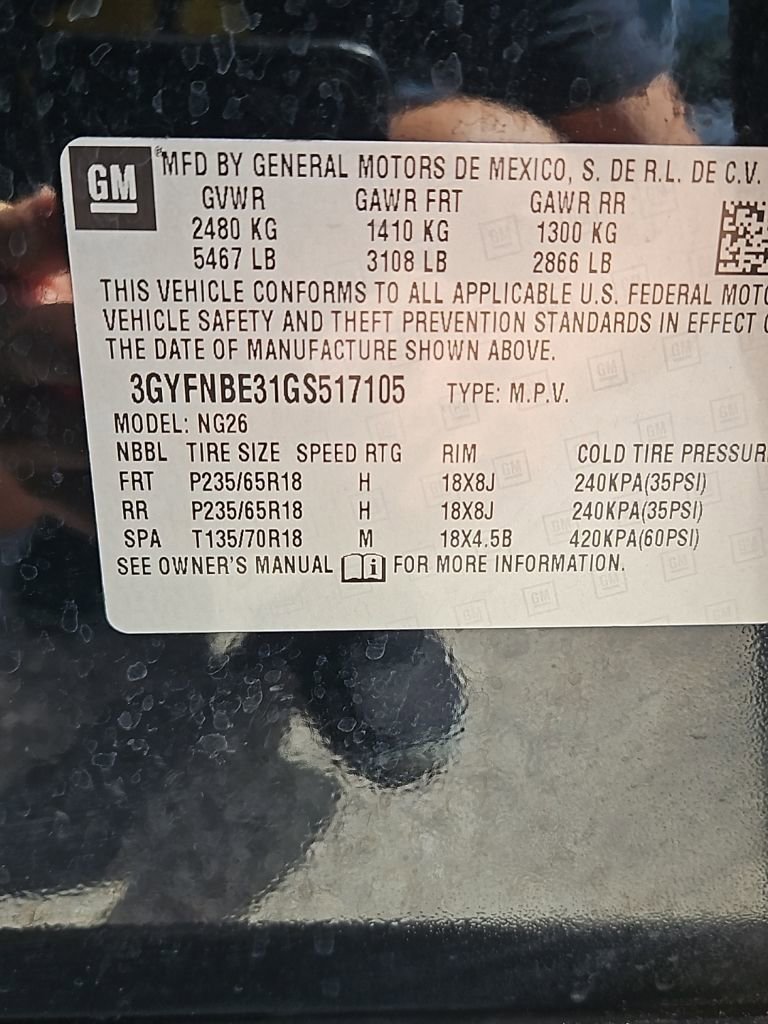 GM ® MFD BY GENERAL MOTORS DE MEXICO, S. DE R.L. DE C.V.
GVWR GAWR FRT GAWR RR
2480 KG 1410 KG 1300 KG
5467 LB 3108 LB 2866 LB
THIS VEHICLE CONFORMS TO ALL APPLICABLE U.S. FEDERAL MOTO
VEHICLE SAFETY AND THEFT PREVENTION STANDARDS IN EFFECT
THE DATE OF MANUFACTURE SHOWN ABOVE.
3GYFNBE31GS517105 TYPE: M.P.V.
MODEL: NG26
NBBL TIRE SIZE SPEED RTG RIM COLD TIRE PRESSUR
FRT P235/65R18 H 18X8J 240KPA(35PSI)
RR P235/65R18 H 18X8J 240KPA(35PSI)
SPA T135/70R18 M 18X4.5B 420KPA(60PSI)
SEE OWNER'S MANUAL i FOR MORE INFORMATION.